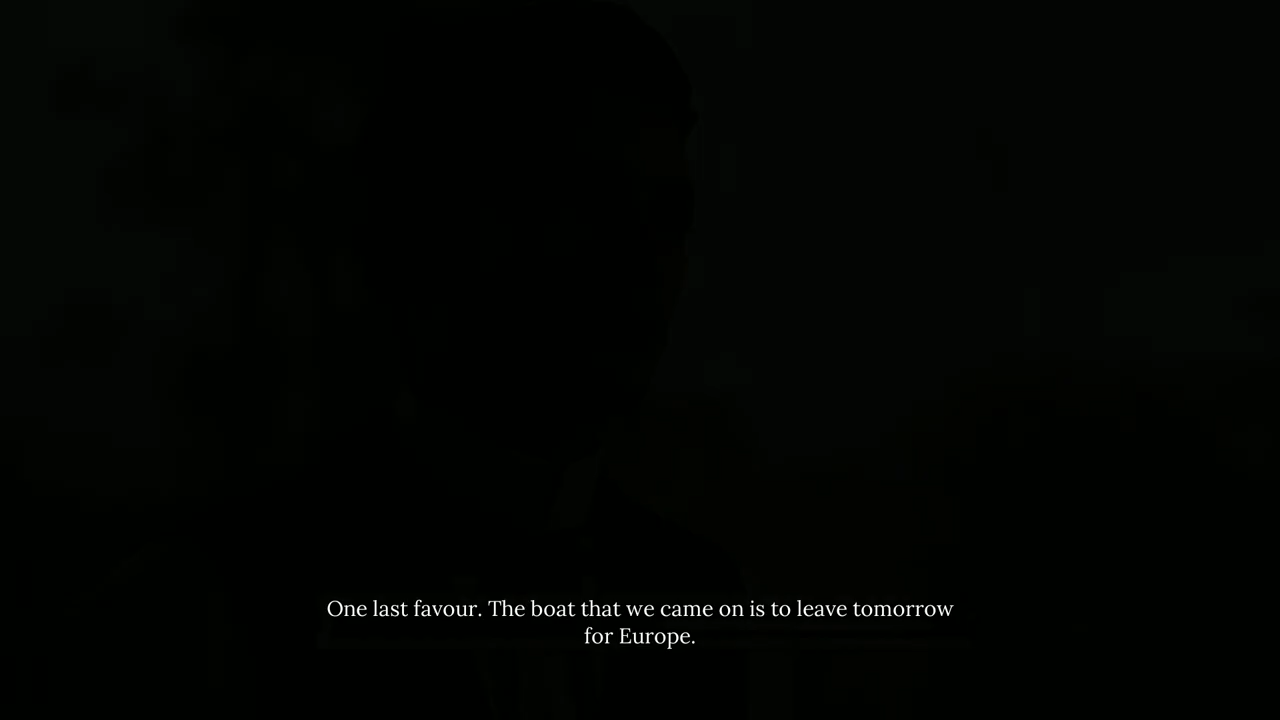 One last favour. The boat that we came on is to leave tomorrow
for Europe.